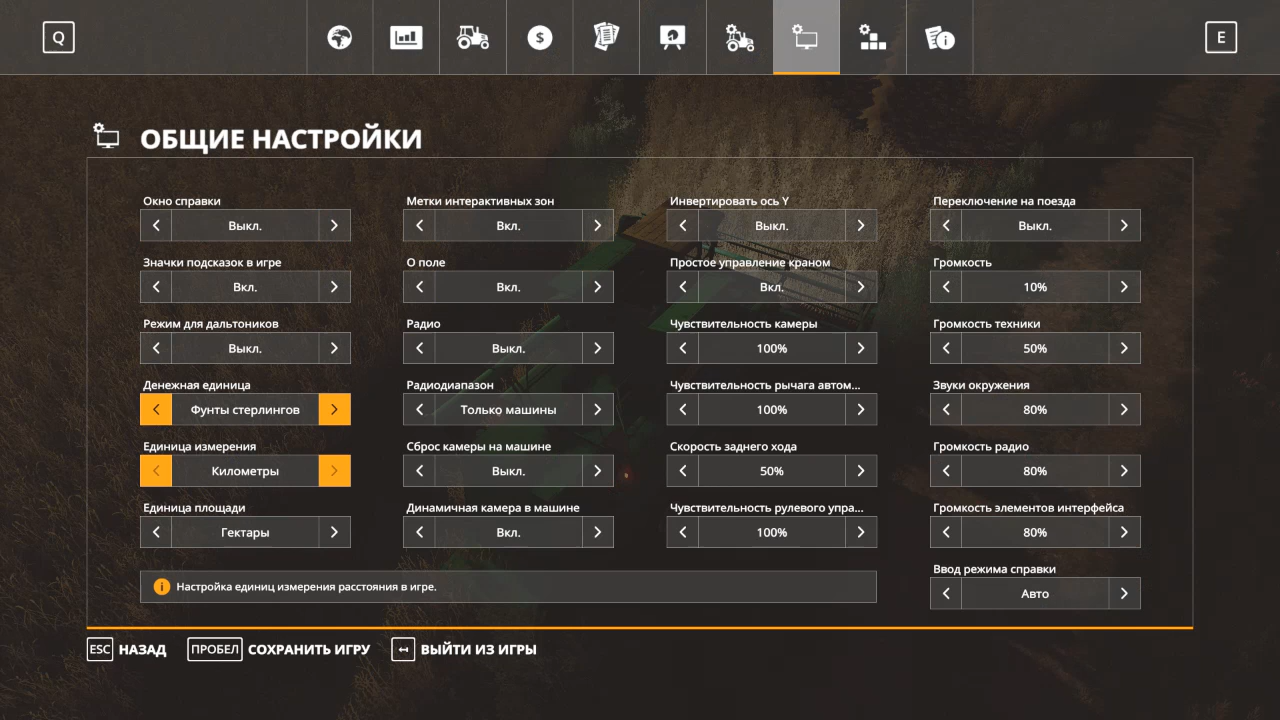 Q
$
E
ОБЩИЕ НАСТРОЙКИ
Окно справки
Выкл.
Значки подсказок в игре
Вкл.
Режим для дальтоников
Выкл.
Денежная единица
Фунты стерлингов
Единица измерения
Километры
Единица площади
Гектары
Метки интерактивных зон
Вкл.
О поле
Вкл.
Радио
Выкл.
Радиодиапазон
Только машины
Сброс камеры на машине
Выкл.
Динамичная камера в машине
Вкл.
Инвертировать ось Y
Выкл.
Простое управление краном
Вкл.
Чувствительность камеры
100%
Чувствительность рычага автом...
100%
Скорость заднего хода
50%
Чувствительность рулевого упра...
100%
Переключение на поезда
Выкл.
Громкость
10%
Громкость техники
50%
Звуки окружения
80%
Громкость радио
80%
Громкость элементов интерфейса
80%
Ввод режима справки
Авто
Настройка единиц измерения расстояния в игре.
ESC НАЗАД ПРОБЕЛ СОХРАНИТЬ ИГРУ ↔ ВЫЙТИ ИЗ ИГРЫ